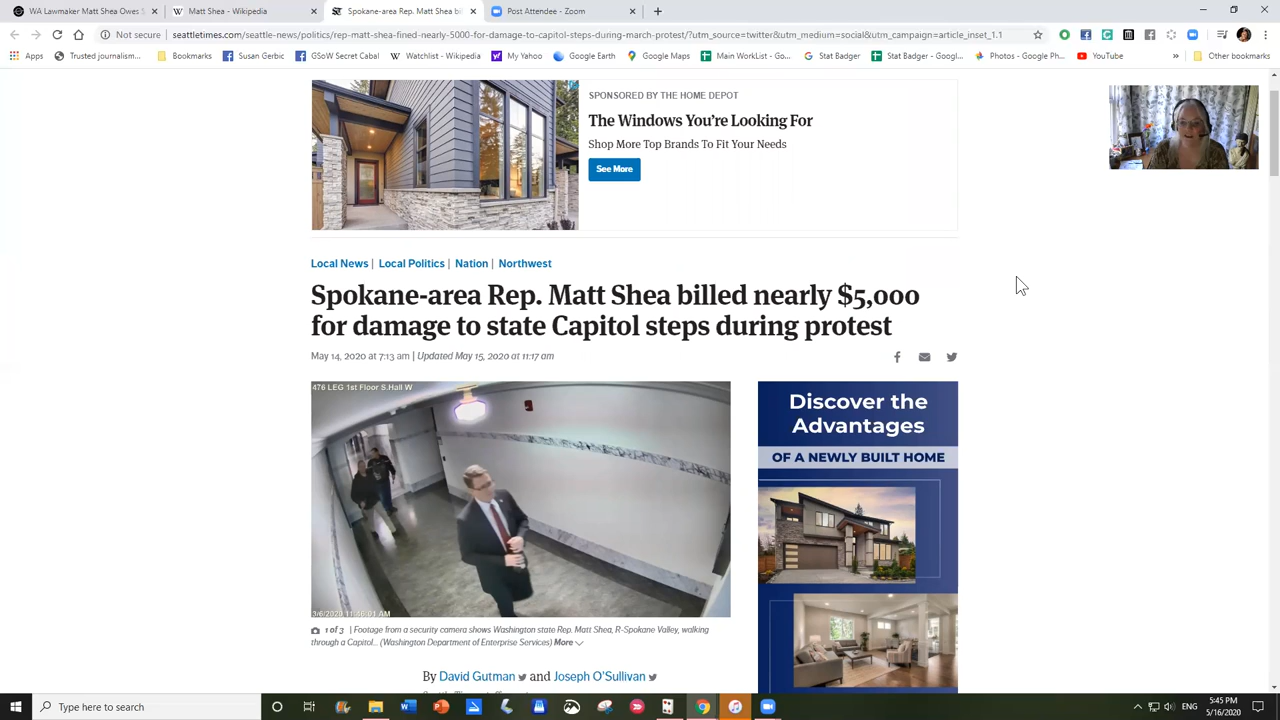 WA Lawmaker Matt Shea Owes S
Matt Shea - Wikipedia
Spokane-area Rep. Matt Shea bi
Post Attendee - Zoom
Not secure
seattletimes.com/seattle-news/politics/rep-matt-shea-fined-nearly-5000-for-damage-to-capitol-steps-during-march-protest/?utm_source=twitter&utm_medium=social&utm_campaign=article_inset_1.1
Apps
Trusted journalism...
Bookmarks
Susan Gerbic
GSoW Secret Cabal...
Watchlist - Wikipedia
My Yahoo
Google Earth
Google Maps
Main WorkList - Go...
Stat Badger
Stat Badger - Googl...
Photos - Google Ph...
YouTube
»
Other bookmarks
SPONSORED BY THE HOME DEPOT
The Windows You're Looking For
Shop More Top Brands To Fit Your Needs
See More
Local News | Local Politics | Nation | Northwest
Spokane-area Rep. Matt Shea billed nearly $5,000
for damage to state Capitol steps during protest
May 14, 2020 at 7:13 am | Updated May 15, 2020 at 11:17 am
476 LEG 1st Floor S Hall W
3/6/2020 11:46:01 AM
1 of 3 | Footage from a security camera shows Washington state Rep. Matt Shea, R-Spokane Valley, walking
through a Capitol... (Washington Department of Enterprise Services) More
By David Gutman and Joseph O'Sullivan
Discover the
Advantages
OF A NEWLY BUILT HOME
Type here to search
ENG
5:45 PM
5/16/2020